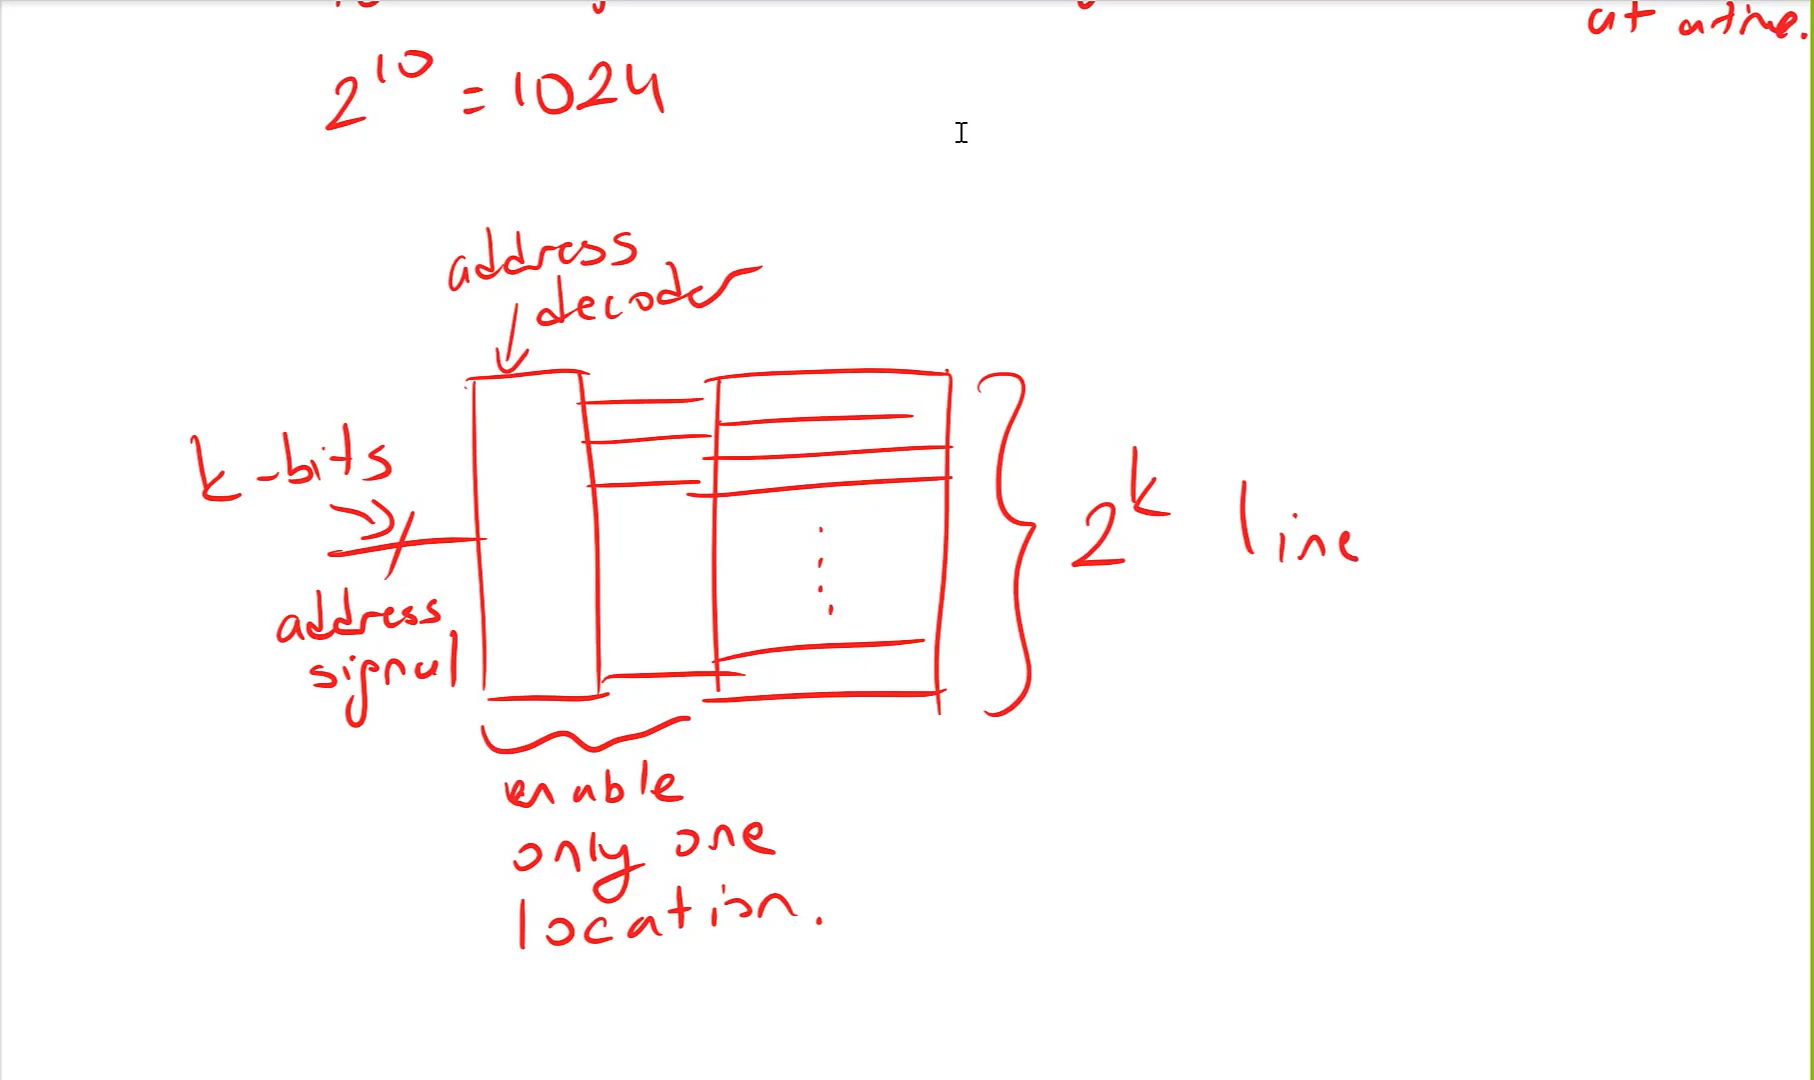 at a time.
2^10 = 1024
address
decoder
k-bits
address
signal
2^k line
enable
only one
location.